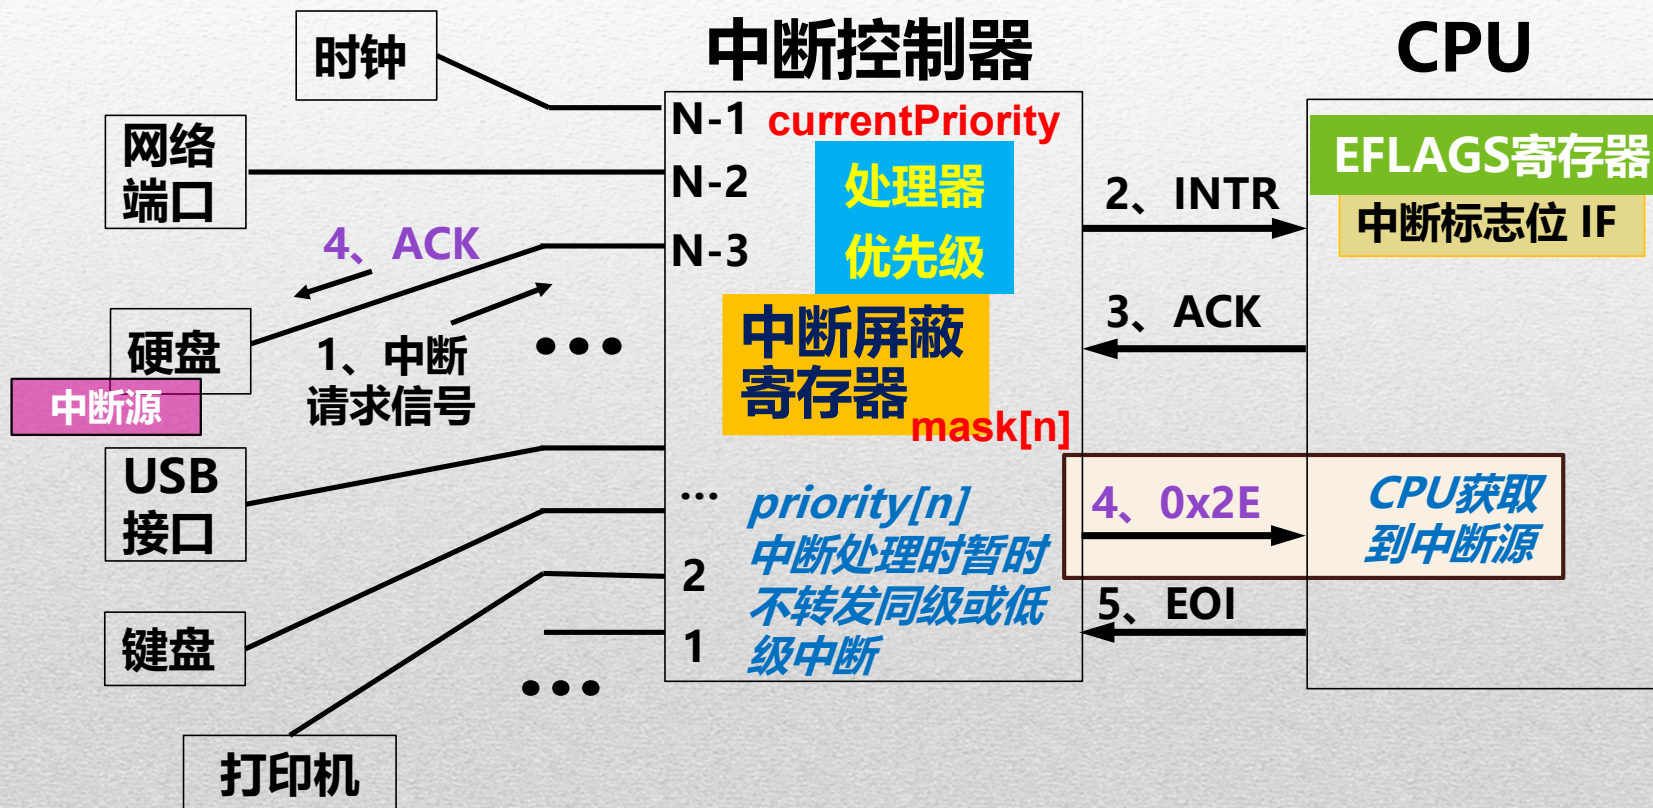 时钟
中断控制器
CPU
网络
端口
N-1 currentPriority
N-2
N-3
处理器
优先级
2、INTR
EFLAGS寄存器
中断标志位 IF
4、ACK
硬盘
中断源
1、中断
请求信号
•••
中断屏蔽
寄存器
mask[n]
3、ACK
USB
接口
...
priority[n]
中断处理时暂时
不转发同级或低
级中断
4、0x2E
CPU获取
到中断源
2
1
5、EOI
键盘
•••
打印机